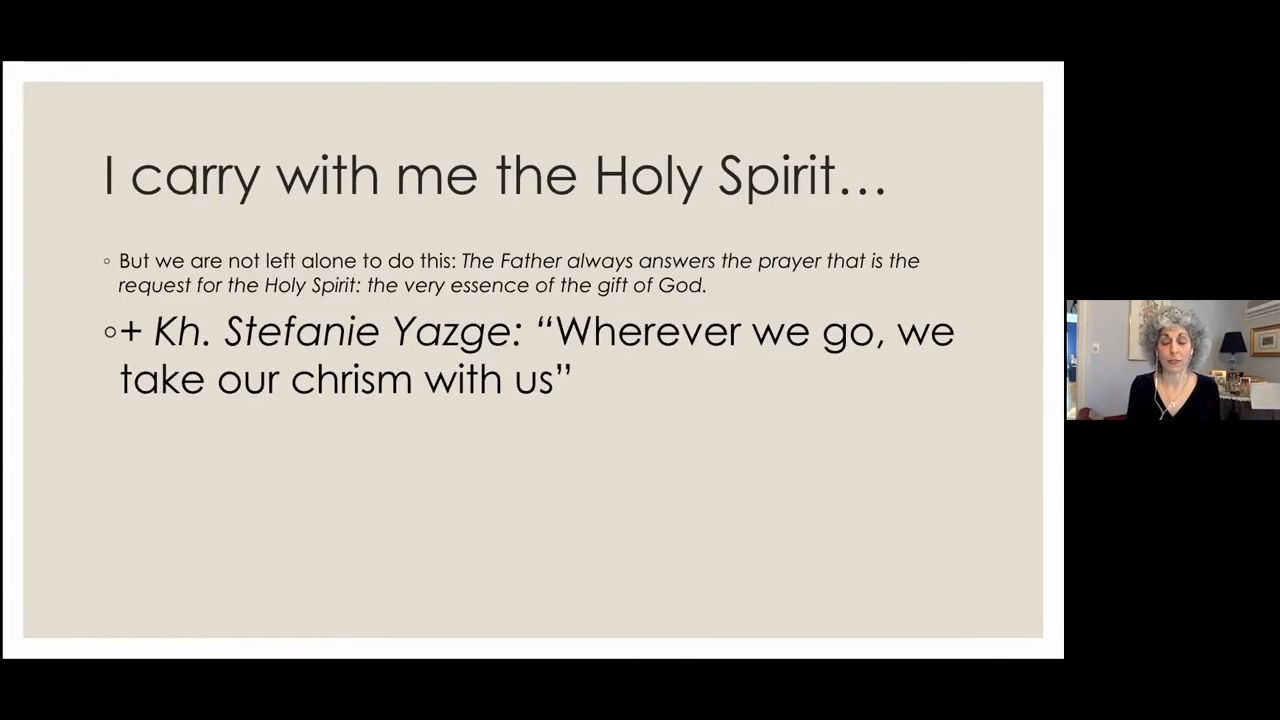 I carry with me the Holy Spirit…
◦ But we are not left alone to do this: The Father always answers the prayer that is the
request for the Holy Spirit: the very essence of the gift of God.
◦+ Kh. Stefanie Yazge: “Wherever we go, we
take our chrism with us”